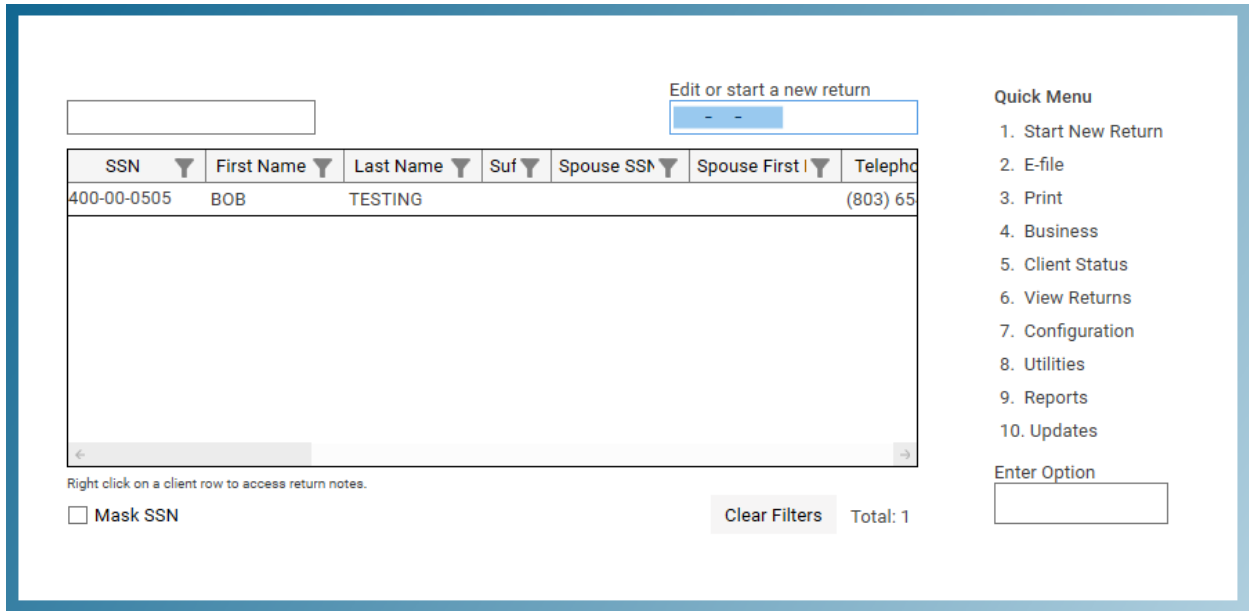 Edit or start a new return
- -
SSN First Name Last Name Suf Spouse SSN Spouse First Telepho
400-00-0505 BOB TESTING (803) 65
Right click on a client row to access return notes.
Mask SSN
Clear Filters Total: 1
Quick Menu
1. Start New Return
2. E-file
3. Print
4. Business
5. Client Status
6. View Returns
7. Configuration
8. Utilities
9. Reports
10. Updates
Enter Option